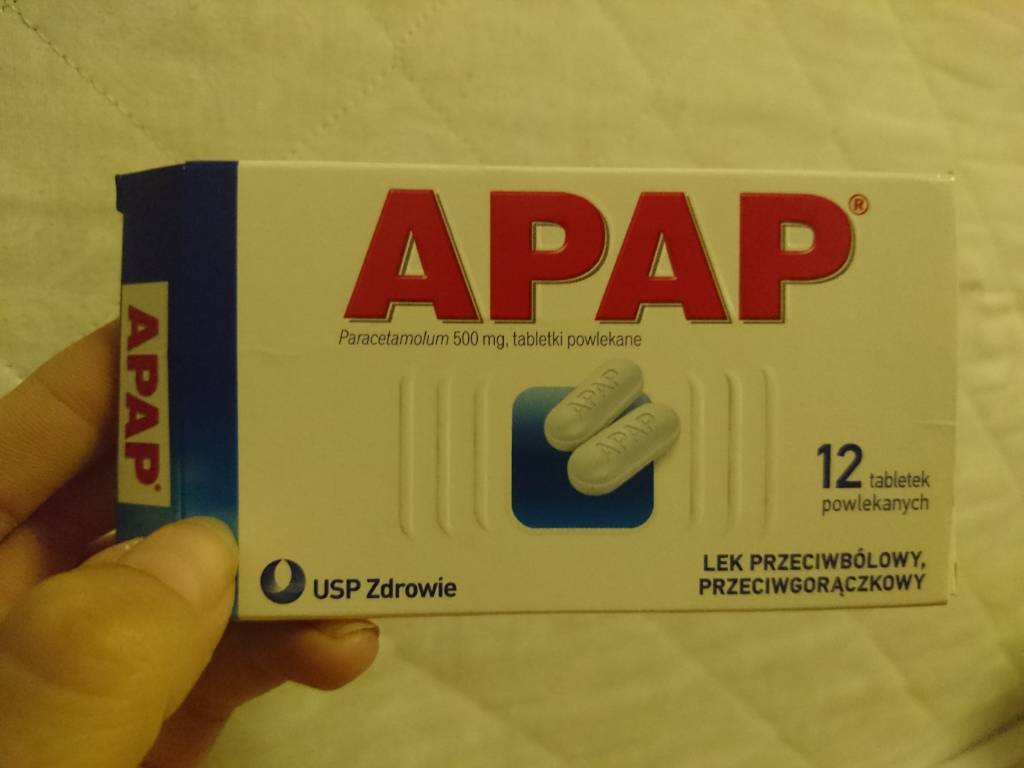 APAP®
Paracetamolum 500 mg, tabletki powlekane
APAP
APAP
12 tabletek
powlekanych
LEK PRZECIWBÓLOWY,
PRZECIWGORĄCZKOWY
USP Zdrowie
APAP®